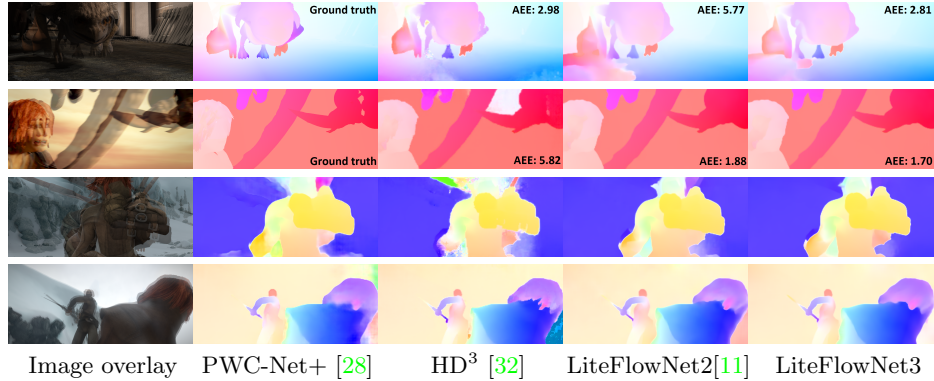 Ground truth
AEE: 2.98
AEE: 5.77
AEE: 2.81
Ground truth
AEE: 5.82
AEE: 1.88
AEE: 1.70
Image overlay
PWC-Net+ [28]
HD³ [32]
LiteFlowNet2[11]
LiteFlowNet3